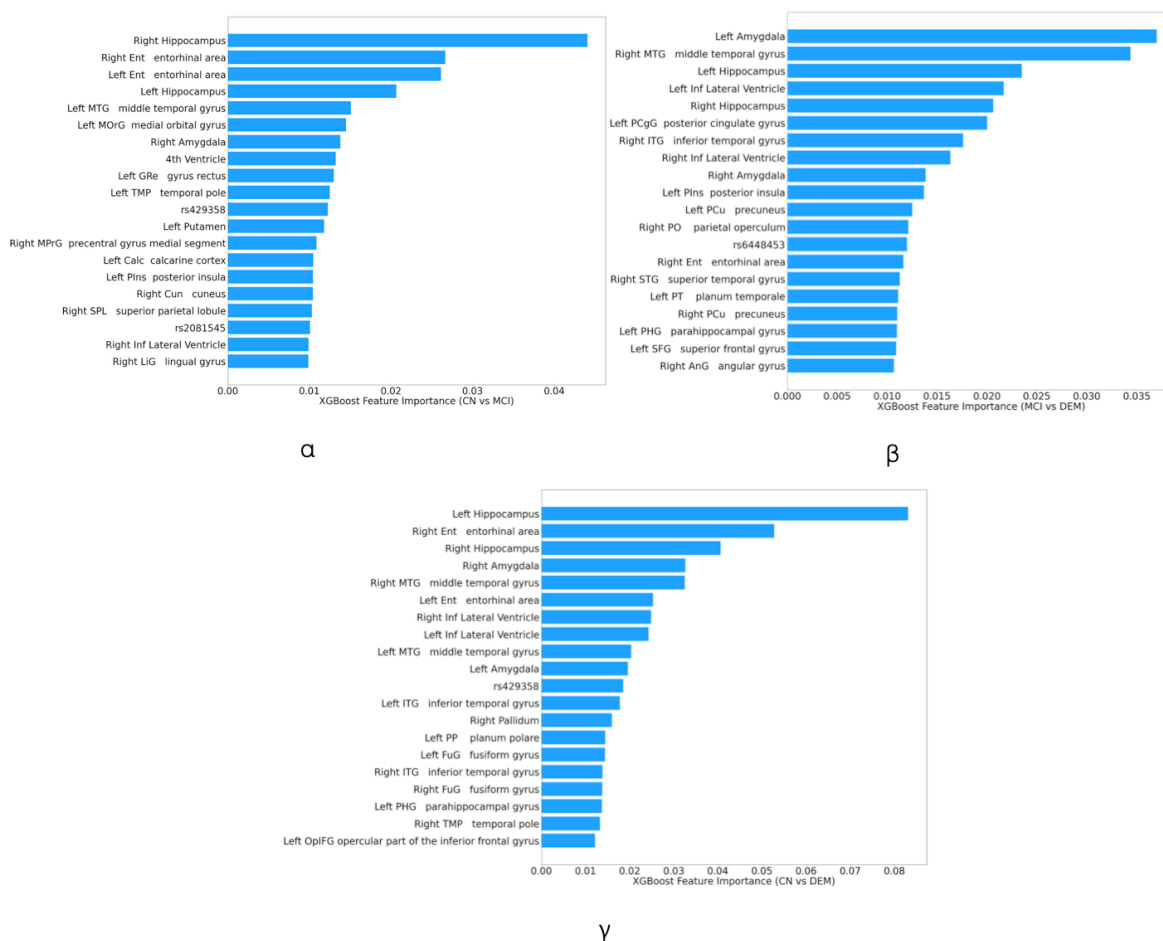 Right Hippocampus
Right Ent entorhinal area
Left Ent entorhinal area
Left Hippocampus
Left MTG middle temporal gyrus
Left MOrG medial orbital gyrus
Right Amygdala
4th Ventricle
Left GRe gyrus rectus
Left TMP temporal pole
rs429358
Left Putamen
Right MPrG precentral gyrus medial segment
Left Calc calcarine cortex
Left PIns posterior insula
Right Cun cuneus
Right SPL superior parietal lobule
rs2081545
Right Inf Lateral Ventricle
Right LiG lingual gyrus
0.00 0.01 0.02 0.03 0.04
XGBoost Feature Importance (CN vs MCI)
α
Left Amygdala
Right MTG middle temporal gyrus
Left Hippocampus
Left Inf Lateral Ventricle
Right Hippocampus
Left PCgG posterior cingulate gyrus
Right ITG inferior temporal gyrus
Right Inf Lateral Ventricle
Right Amygdala
Left PIns posterior insula
Left PCu precuneus
Right PO parietal operculum
rs6448453
Right Ent entorhinal area
Right STG superior temporal gyrus
Left PT planum temporale
Right PCu precuneus
Left PHG parahippocampal gyrus
Left SFG superior frontal gyrus
Right AnG angular gyrus
0.000 0.005 0.010 0.015 0.020 0.025 0.030 0.035
XGBoost Feature Importance (MCI vs DEM)
β
Left Hippocampus
Right Ent entorhinal area
Right Hippocampus
Right Amygdala
Right MTG middle temporal gyrus
Left Ent entorhinal area
Right Inf Lateral Ventricle
Left Inf Lateral Ventricle
Left MTG middle temporal gyrus
Left Amygdala
rs429358
Left ITG inferior temporal gyrus
Right Pallidum
Left PP planum polare
Left FuG fusiform gyrus
Right ITG inferior temporal gyrus
Right FuG fusiform gyrus
Left PHG parahippocampal gyrus
Right TMP temporal pole
Left OpIFG opercular part of the inferior frontal gyrus
0.00 0.01 0.02 0.03 0.04 0.05 0.06 0.07 0.08
XGBoost Feature Importance (CN vs DEM)
γ